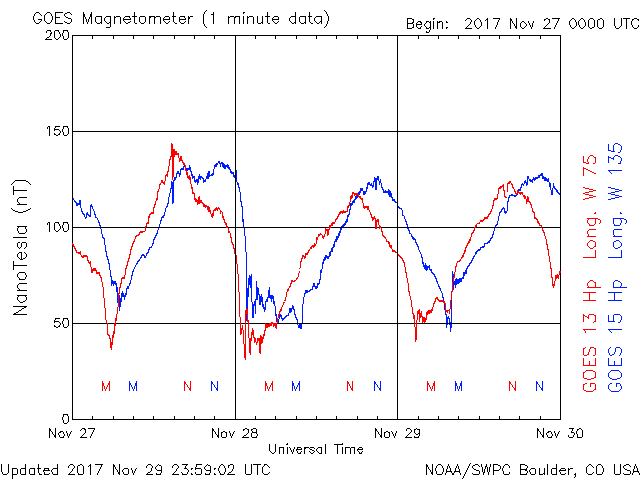 GOES Magnetometer (1 minute data)
Begin: 2017 Nov 27 0000 UTC
200
150
100
50
0
NanoTesla (nT)
M M N N M M N N M M N N
Nov 27 Nov 28 Nov 29 Nov 30
Universal Time
GOES 13 Hp Long. W 75
GOES 15 Hp Long. W 135
Updated 2017 Nov 29 23:59:02 UTC
NOAA/SWPC Boulder, CO USA